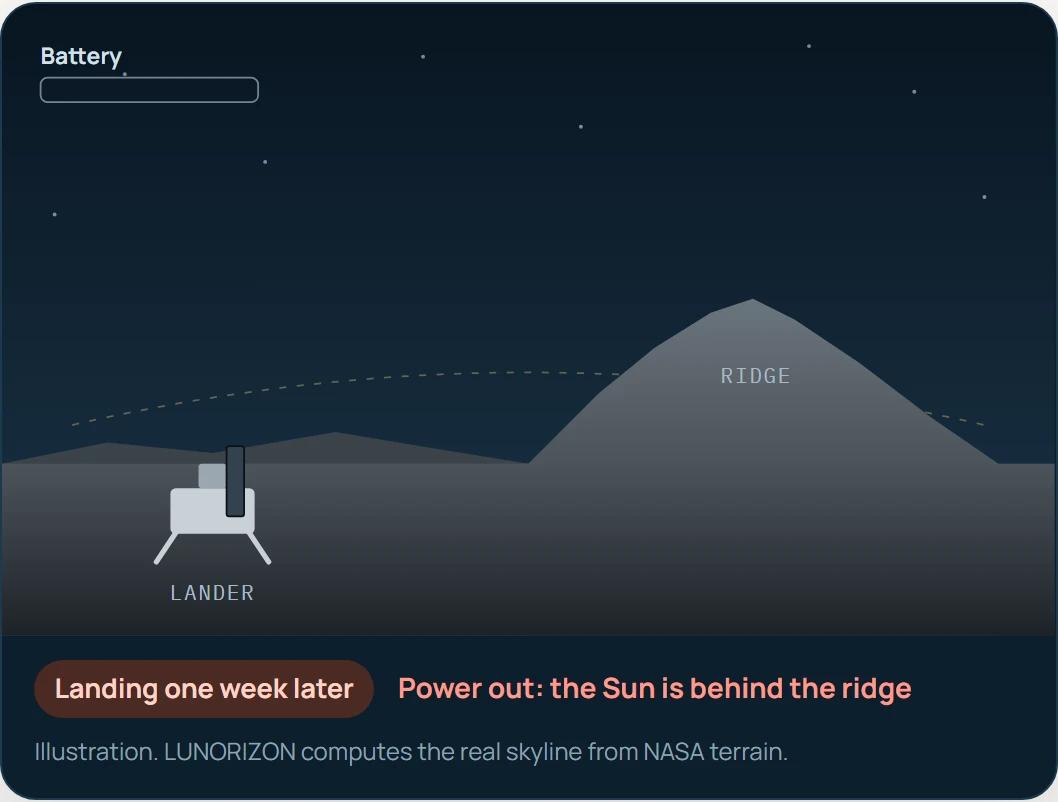 Battery
RIDGE
LANDER
Landing one week later
Power out: the Sun is behind the ridge
Illustration. LUNORIZON computes the real skyline from NASA terrain.